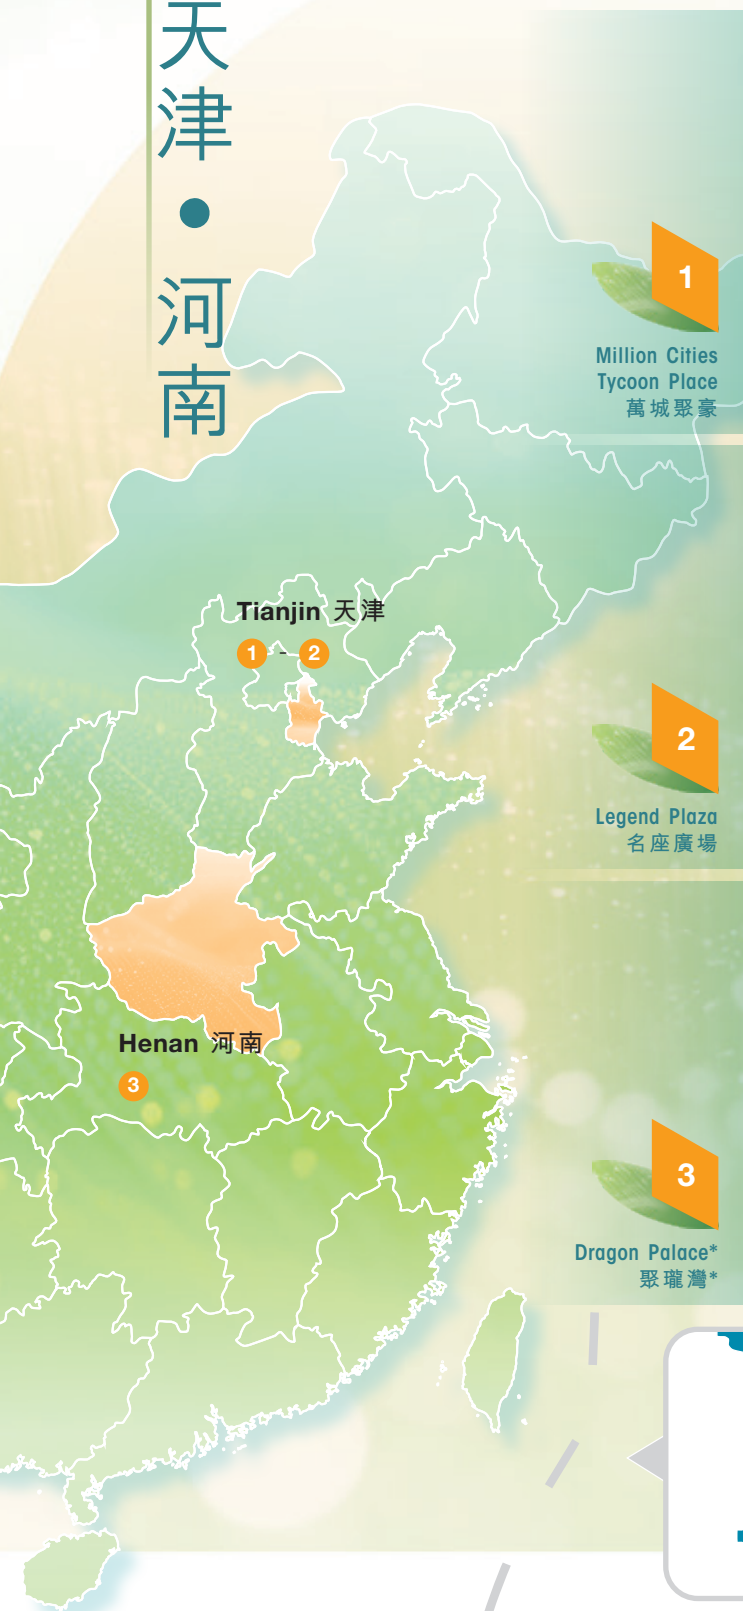 天津•河南
1
Million Cities
Tycoon Place
萬城聚豪
Tianjin 天津
1 - 2
2
Legend Plaza
名座廣場
Henan 河南
3
3
Dragon Palace*
聚瓏灣*